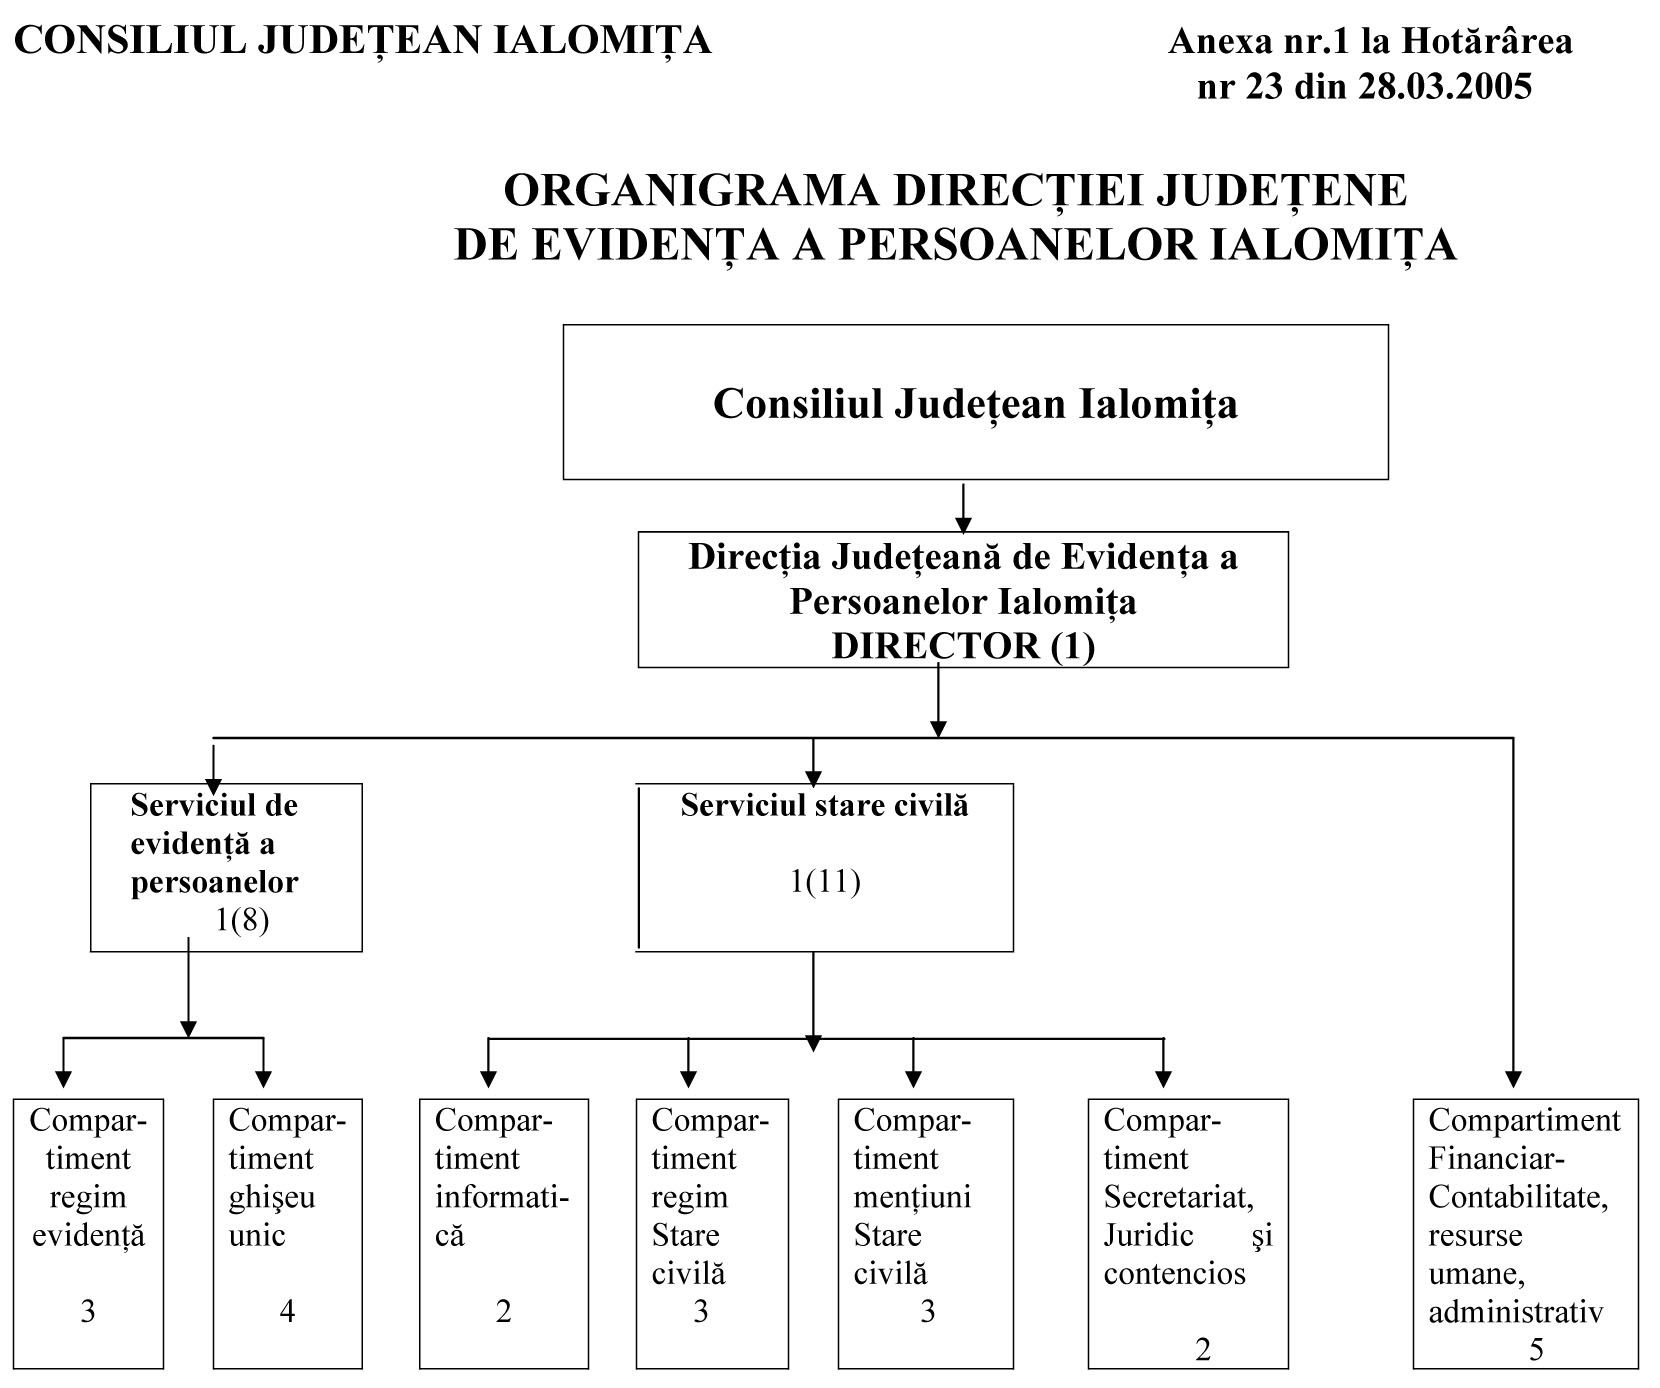 CONSILIUL JUDEȚEAN IALOMIȚA
Anexa nr.1 la Hotărârea
nr 23 din 28.03.2005
ORGANIGRAMA DIRECȚIEI JUDEȚENE
DE EVIDENȚA A PERSOANELOR IALOMIȚA
Consiliul Județean Ialomița
Direcția Județeană de Evidența a
Persoanelor Ialomița
DIRECTOR (1)
Serviciul de
evidență a
persoanelor
1(8)
Serviciul stare civilă
1(11)
Compar-
timent
regim
evidență
3
Compar-
timent
ghişeu
unic
4
Compar-
timent
informati-
că
2
Compar-
timent
regim
Stare
civilă
3
Compar-
timent
mențiuni
Stare
civilă
3
Compar-
timent
Secretariat,
Juridic şi
contencios
2
Compartiment
Financiar-
Contabilitate,
resurse
umane,
administrativ
5